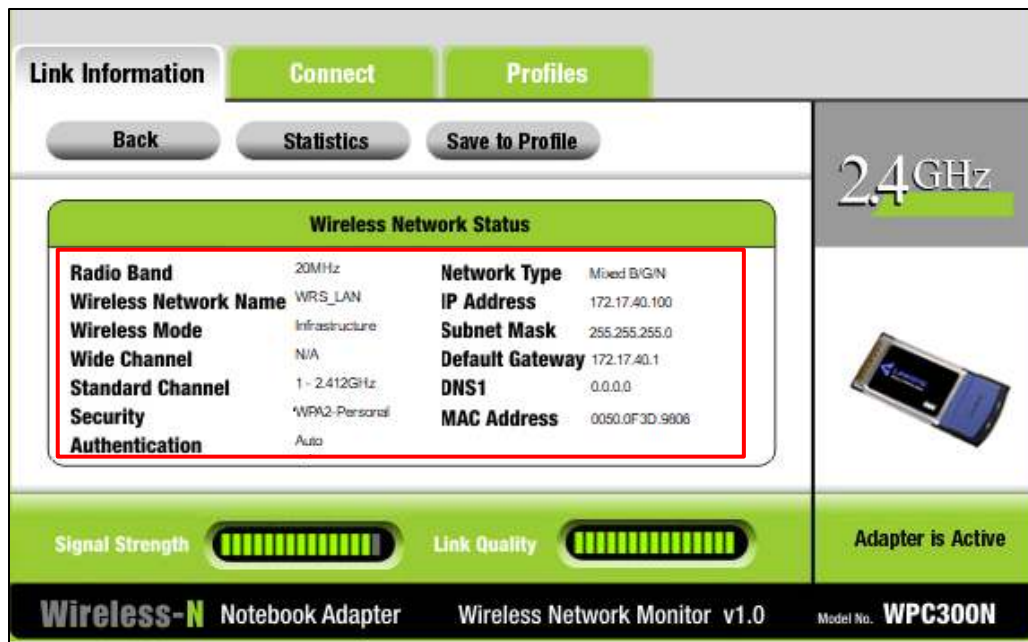 Link Information Connect Profiles
Back Statistics Save to Profile
2.4GHz
Wireless Network Status
Radio Band 20MHz Network Type Mixed B/G/N
Wireless Network Name WRS_LAN IP Address 172.17.40.100
Wireless Mode Infrastructure Subnet Mask 255.255.255.0
Wide Channel N/A Default Gateway 172.17.40.1
Standard Channel 1 - 2.412GHz DNS1 0.0.0.0
Security WPA2-Personal MAC Address 0050.0F3D.9806
Authentication Auto
Signal Strength Link Quality Adapter is Active
Wireless-N Notebook Adapter Wireless Network Monitor v1.0 Model No. WPC300N